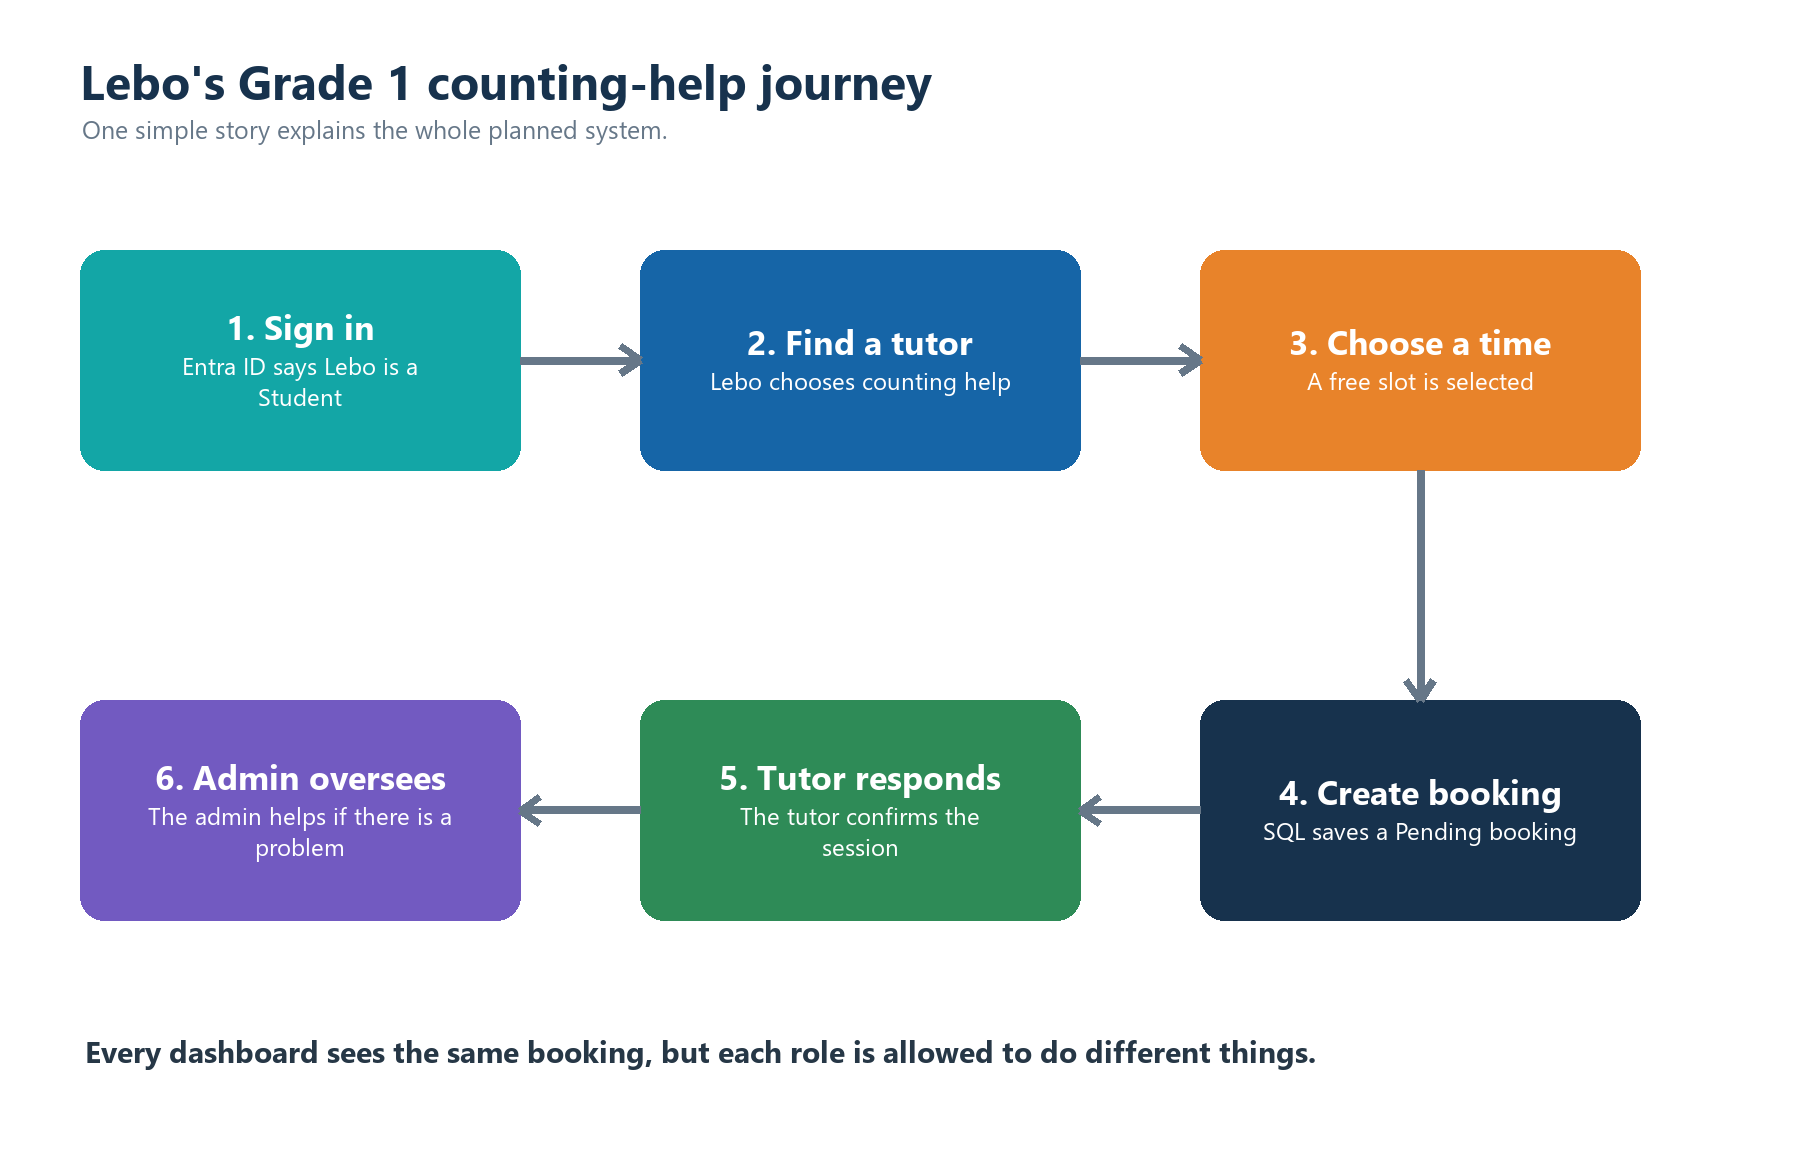 Lebo's Grade 1 counting-help journey
One simple story explains the whole planned system.
1. Sign in
Entra ID says Lebo is a
Student
2. Find a tutor
Lebo chooses counting help
3. Choose a time
A free slot is selected
4. Create booking
SQL saves a Pending booking
5. Tutor responds
The tutor confirms the
session
6. Admin oversees
The admin helps if there is a
problem
Every dashboard sees the same booking, but each role is allowed to do different things.